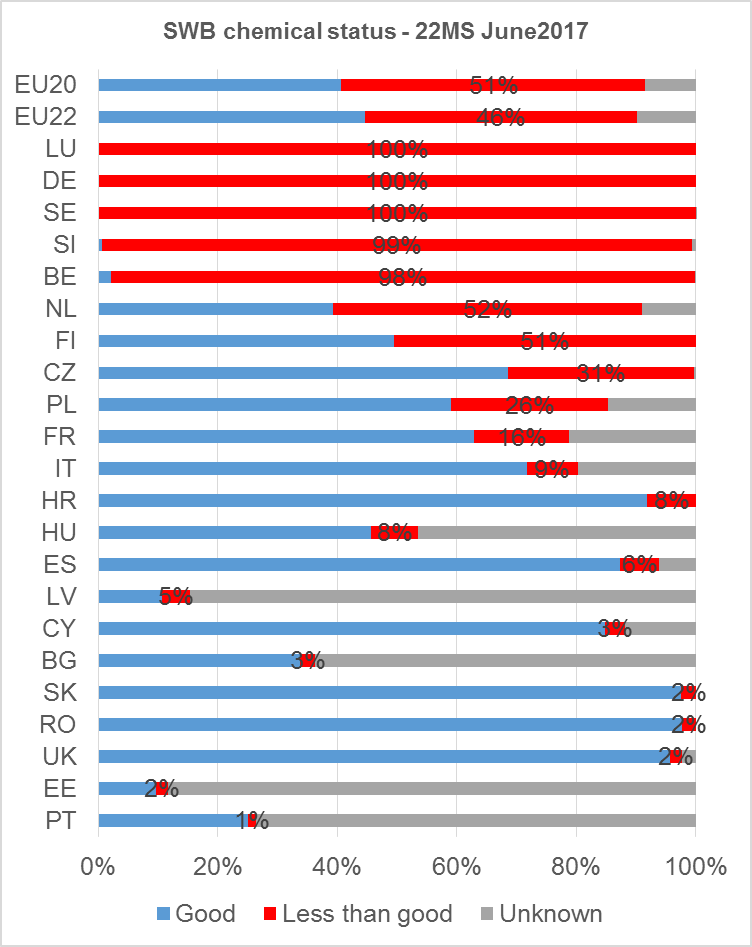 SWB chemical status - 22MS June2017
EU20 51%
EU22 46%
LU 100%
DE 100%
SE 100%
SI 99%
BE 98%
NL 52%
FI 51%
CZ 31%
PL 26%
FR 16%
IT 9%
HR 8%
HU 8%
ES 6%
LV 5%
CY 3%
BG 3%
SK 2%
RO 2%
UK 2%
EE 2%
PT 1%
0% 20% 40% 60% 80% 100%
Good Less than good Unknown